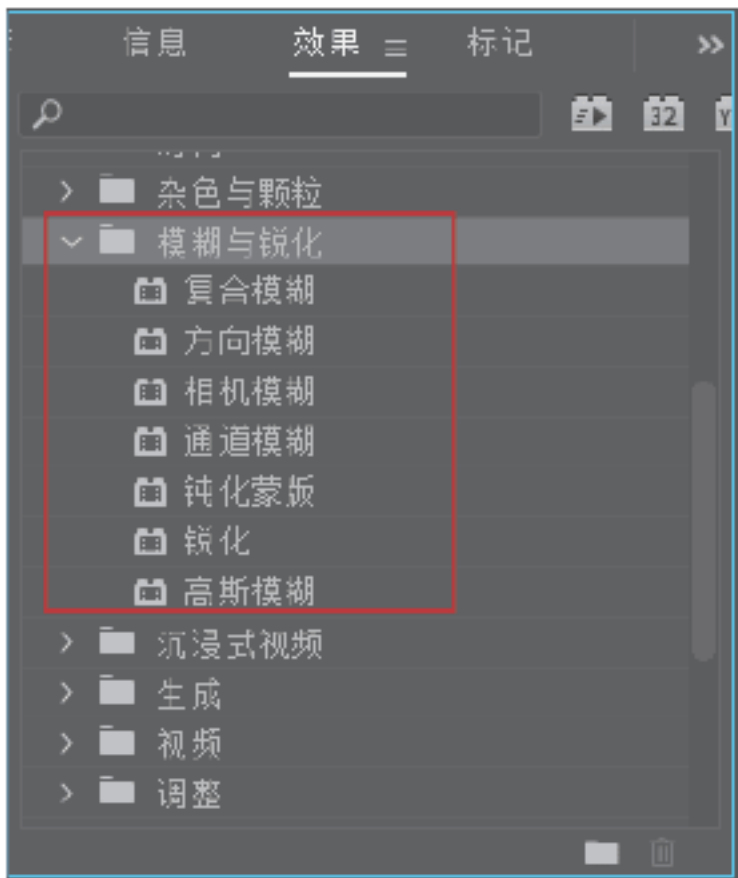 信息 效果 标记
32
杂色与颗粒
模糊与锐化
复合模糊
方向模糊
相机模糊
通道模糊
钝化蒙版
锐化
高斯模糊
沉浸式视频
生成
视频
调整